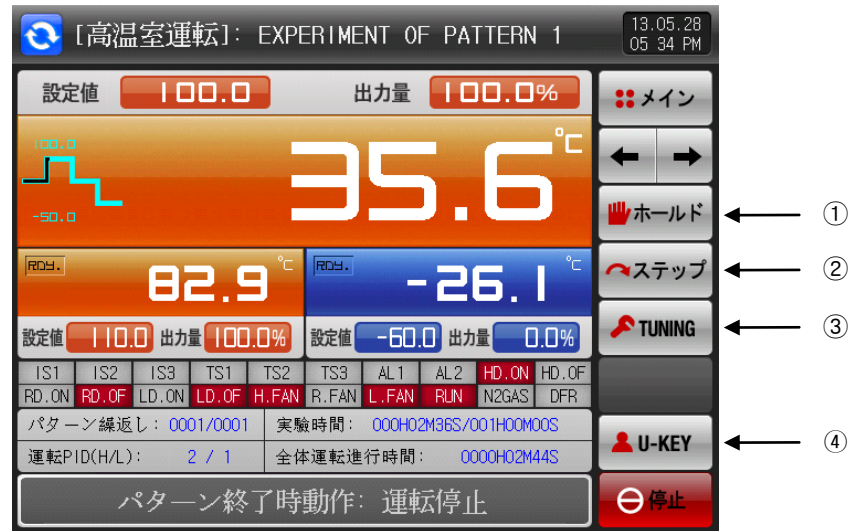 [高温室運転]: EXPERIMENT OF PATTERN 1
13.05.28
05 34 PM
設定値 100.0 出力量 100.0%
メイン
100.0
-50.0
35.6 ℃
ホールド ①
ステップ ②
RDY. 82.9 ℃
RDY. -26.1 ℃
TUNING ③
設定値 110.0 出力量 100.0%
設定値 -60.0 出力量 0.0%
IS1 IS2 IS3 TS1 TS2 TS3 AL1 AL2 HD.ON HD.OF
RD.ON RD.OF LD.ON LD.OF H.FAN R.FAN L.FAN RUN N2GAS DFR
パターン繰返し: 0001/0001 実験時間: 000H02M36S/001H00M00S
U-KEY ④
運転PID(H/L): 2 / 1 全体運転進行時間: 0000H02M44S
パターン終了時動作: 運転停止
停止